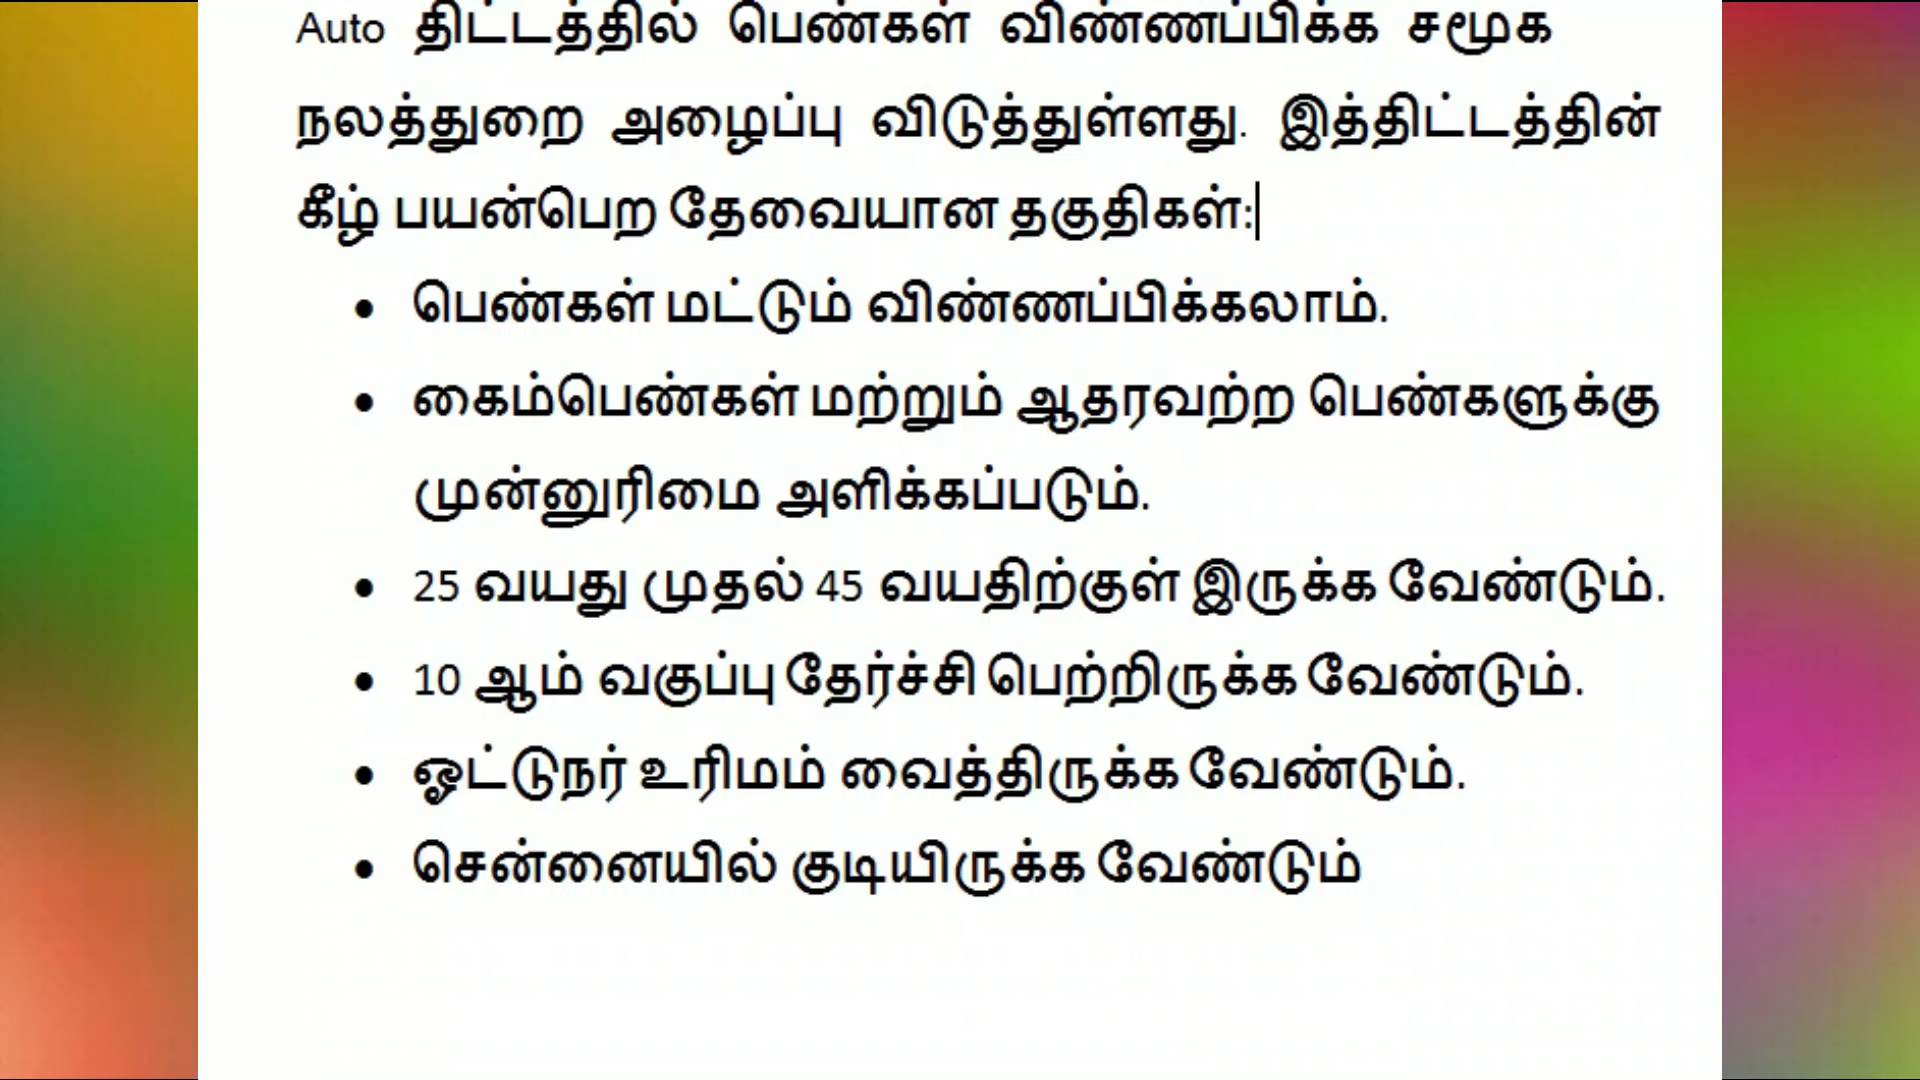 Auto திட்டத்தில் பெண்கள் விண்ணப்பிக்க சமூக
நலத்துறை அழைப்பு விடுத்துள்ளது. இத்திட்டத்தின்
கீழ் பயன்பெற தேவையான தகுதிகள்:
• பெண்கள் மட்டும் விண்ணப்பிக்கலாம்.
• கைம்பெண்கள் மற்றும் ஆதரவற்ற பெண்களுக்கு
முன்னுரிமை அளிக்கப்படும்.
• 25 வயது முதல் 45 வயதிற்குள் இருக்க வேண்டும்.
• 10 ஆம் வகுப்பு தேர்ச்சி பெற்றிருக்க வேண்டும்.
• ஓட்டுநர் உரிமம் வைத்திருக்க வேண்டும்.
• சென்னையில் குடியிருக்க வேண்டும்